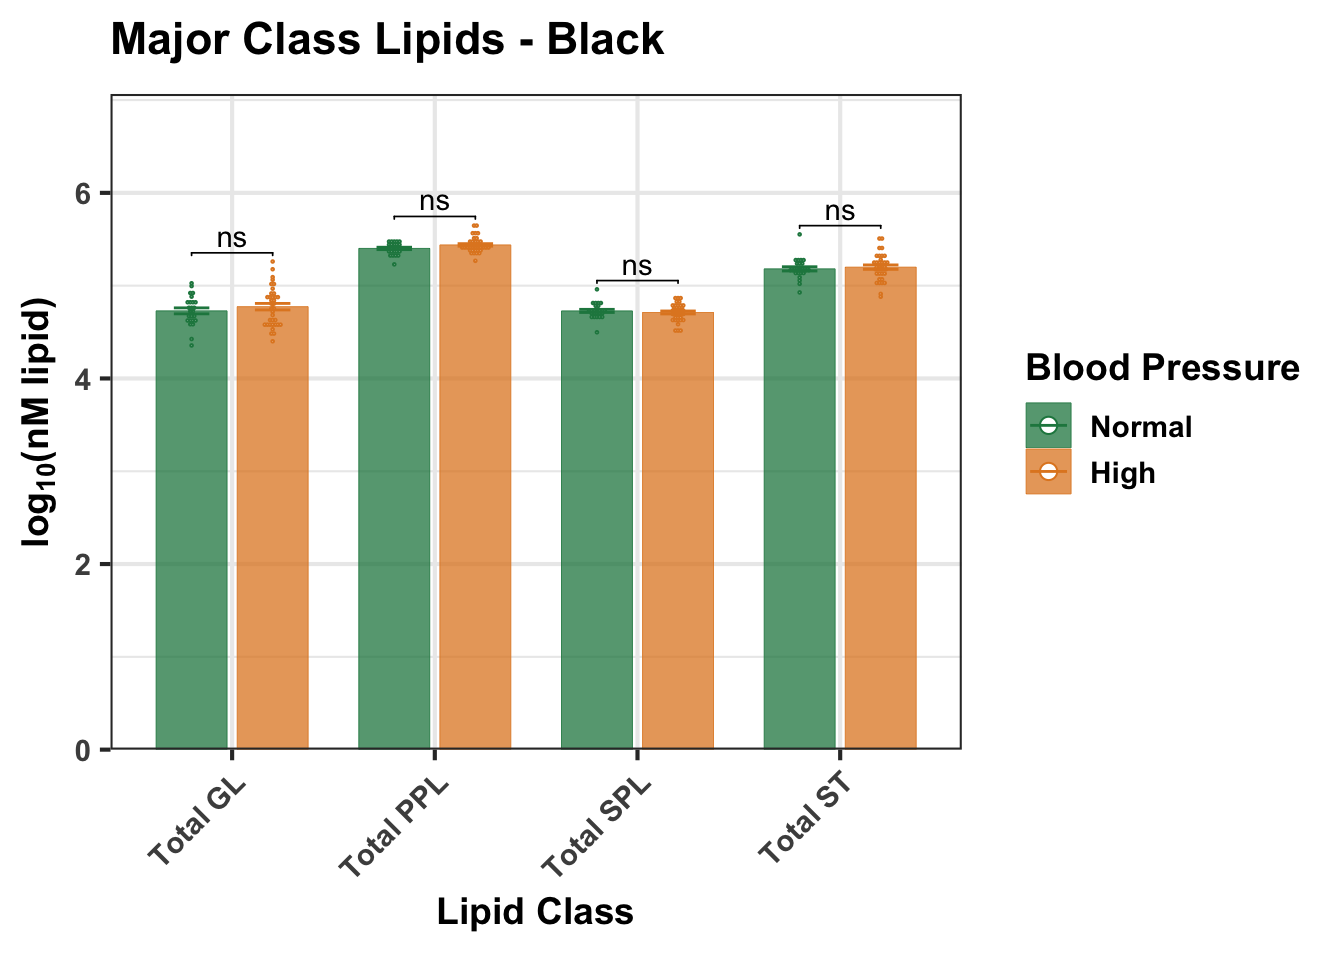 Major Class Lipids - Black
log₁₀(nM lipid)
6
4
2
0
ns
ns
ns
ns
Total GL
Total PPL
Total SPL
Total ST
Lipid Class
Blood Pressure
Normal
High